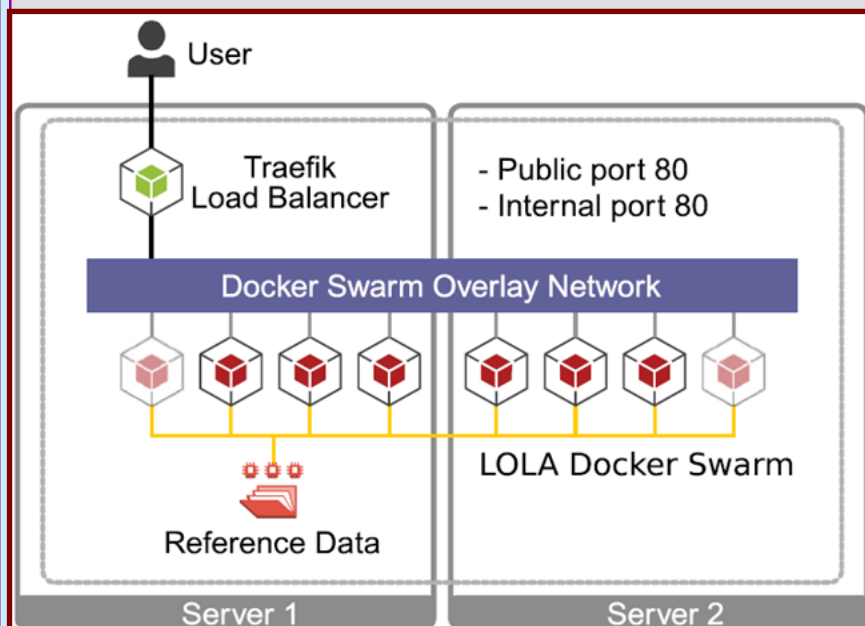 User
Traefik
Load Balancer
- Public port 80
- Internal port 80
Docker Swarm Overlay Network
LOLA Docker Swarm
Reference Data
Server 1
Server 2